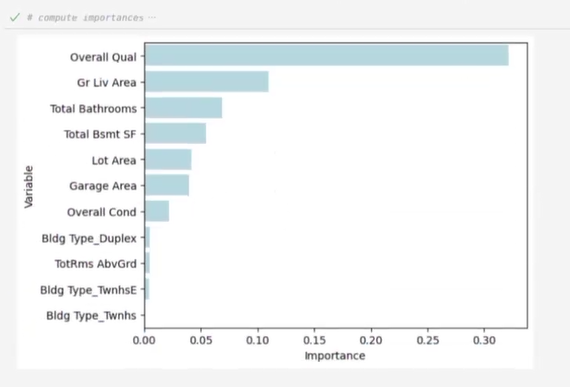 # compute importances ...
Overall Qual
Gr Liv Area
Total Bathrooms
Total Bsmt SF
Lot Area
Garage Area
Overall Cond
Bldg Type_Duplex
TotRms AbvGrd
Bldg Type_TwnhsE
Bldg Type_Twnhs
Variable
0.00 0.05 0.10 0.15 0.20 0.25 0.30
Importance